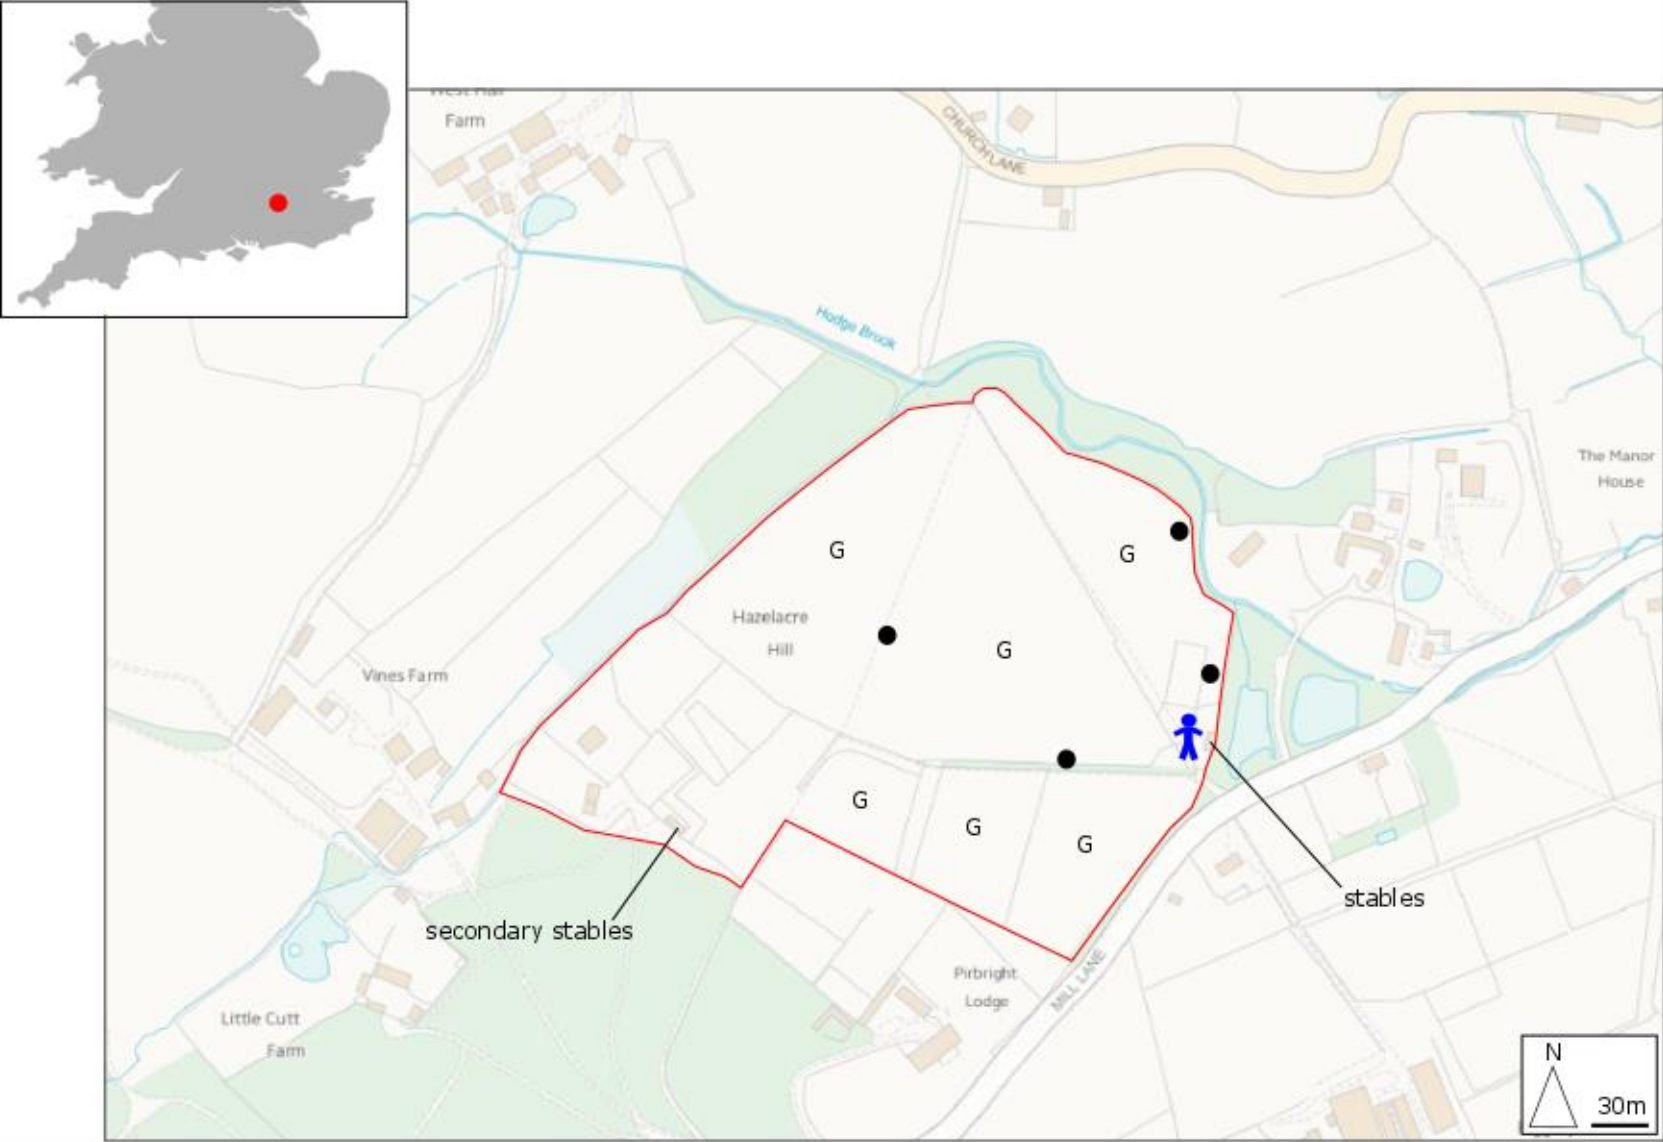 Farm
CHURCH LANE
Hodge Brook
The Manor
House
G
G
Hazelacre
Hill
G
Vines Farm
G
G
G
stables
secondary stables
Pirbright
Lodge
MILL LANE
Little Cutt
Farm
N
30m